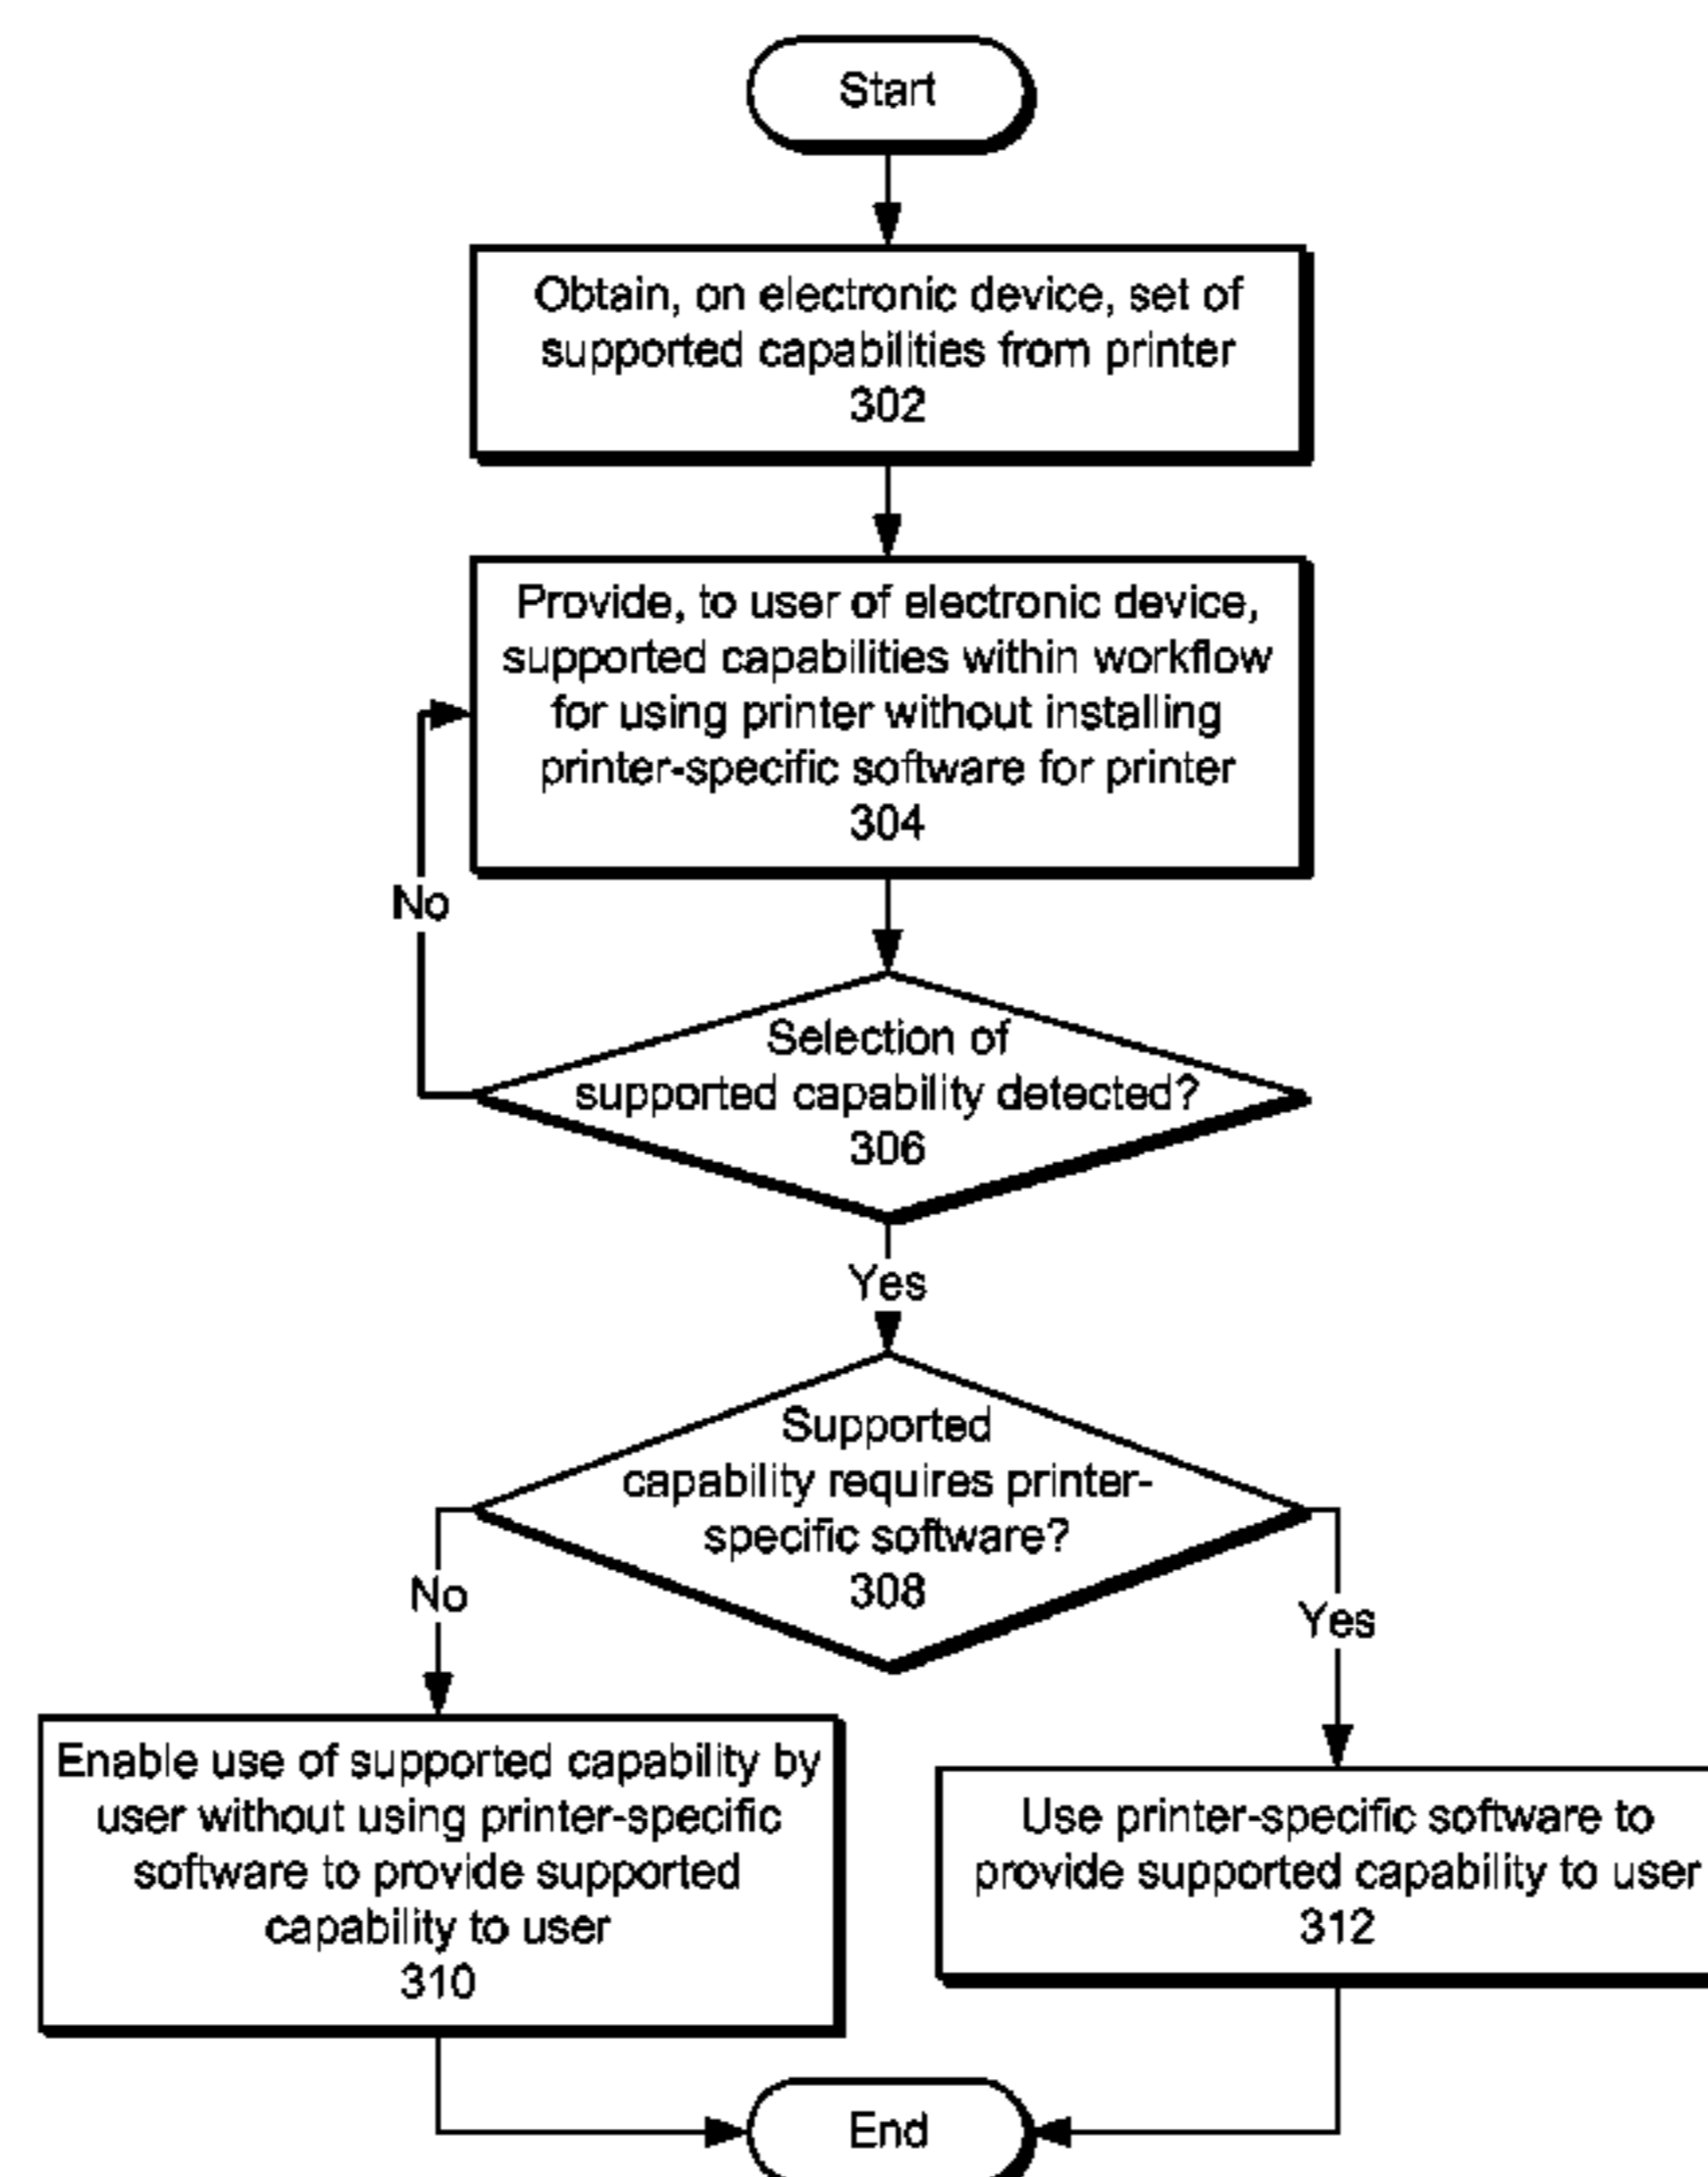 Start
Obtain, on electronic device, set of
supported capabilities from printer
302
Provide, to user of electronic device,
supported capabilities within workflow
for using printer without installing
printer-specific software for printer
304
No
Selection of
supported capability detected?
306
Yes
Supported
capability requires printer-
specific software?
308
No
Yes
Enable use of supported capability by
user without using printer-specific
software to provide supported
capability to user
310
Use printer-specific software to
provide supported capability to user
312
End